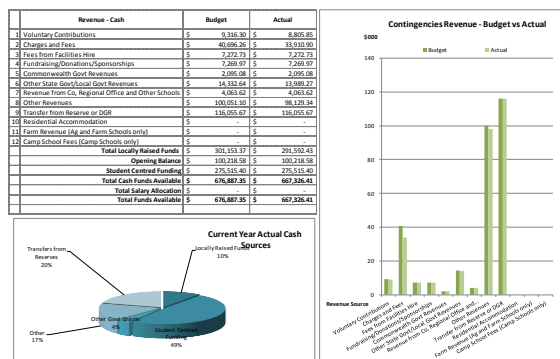 Revenue - Cash Budget Actual
1 Voluntary Contributions $ 9,316.30 $ 8,805.85
2 Charges and Fees $ 40,696.26 $ 33,910.90
3 Fees from Facilities Hire $ 7,272.73 $ 7,272.73
4 Fundraising/Donations/Sponsorships $ 7,269.97 $ 7,269.97
5 Commonwealth Govt Revenues $ 2,095.08 $ 2,095.08
6 Other State Govt/Local Govt Revenues $ 14,332.64 $ 13,989.27
7 Revenue from Co, Regional Office and Other Schools $ 4,063.62 $ 4,063.62
8 Other Revenues $ 100,051.10 $ 98,129.34
9 Transfer from Reserve or DGR $ 116,055.67 $ 116,055.67
10 Residential Accommodation $ - $ -
11 Farm Revenue (Ag and Farm Schools only) $ - $ -
12 Camp School Fees (Camp Schools only) $ - $ -
Total Locally Raised Funds $ 301,153.37 $ 291,592.43
Opening Balance $ 100,218.58 $ 100,218.58
Student Centred Funding $ 275,515.40 $ 275,515.40
Total Cash Funds Available $ 676,887.35 $ 667,326.41
Total Salary Allocation $ - $ -
Total Funds Available $ 676,887.35 $ 667,326.41
Current Year Actual Cash
Sources
Locally Raised Funds
10%
Transfers from
Reserves
20%
Other Govt Grants
4%
Other
17%
Student Centred
Funding
49%
Contingencies Revenue - Budget vs Actual
$000
Budget Actual
140
120
100
80
60
40
20
0
Revenue Source
Voluntary Contributions
Charges and Fees
Fees from Facilities Hire
Fundraising/Donations/Sponsorships
Commonwealth Govt Revenues
Other State Govt/Local Govt Revenues
Revenue from Co, Regional Office and...
Other Revenues
Transfer from Reserve or DGR
Residential Accommodation
Farm Revenue (Ag and Farm Schools only)
Camp School Fees (Camp Schools only)